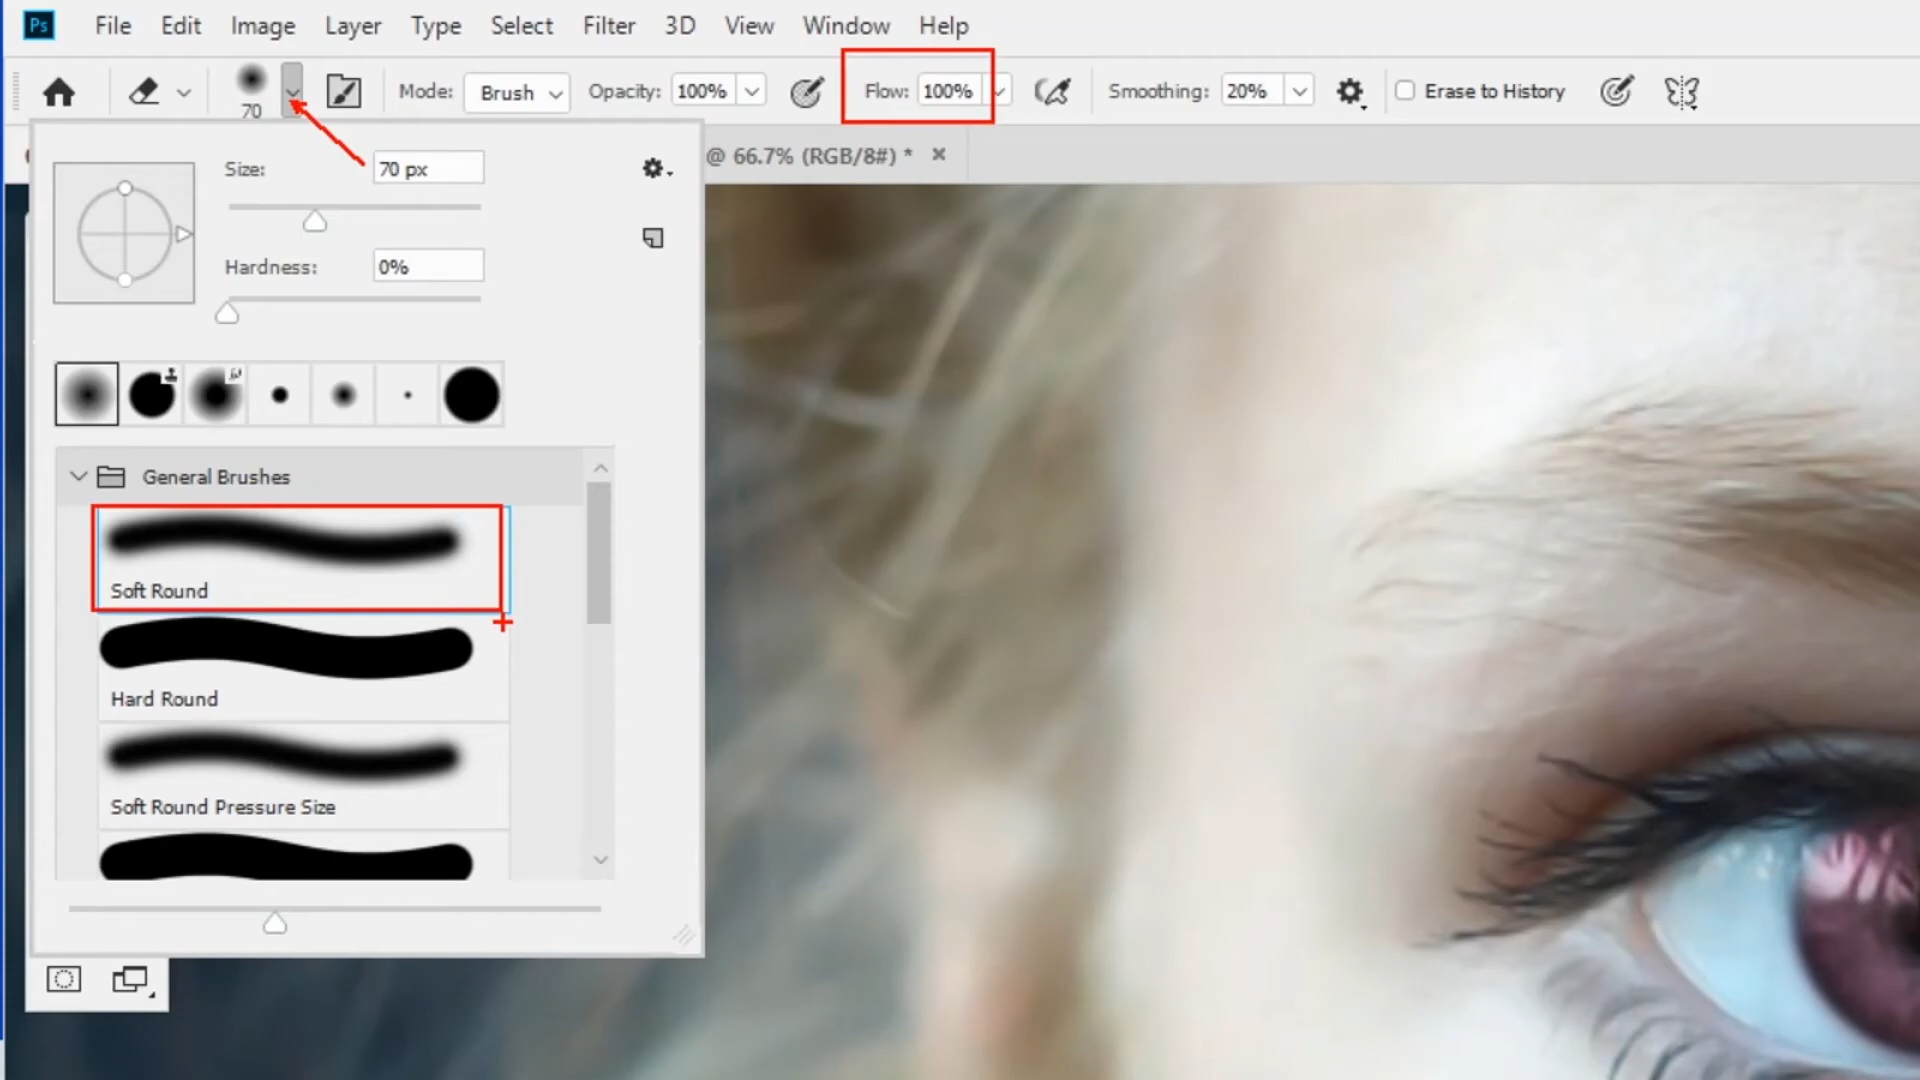 Ps File Edit Image Layer Type Select Filter 3D View Window Help
70 Mode: Brush Opacity: 100% Flow: 100% Smoothing: 20% Erase to History
@ 66.7% (RGB/8#) *
Size: 70 px
Hardness: 0%
General Brushes
Soft Round
Hard Round
Soft Round Pressure Size